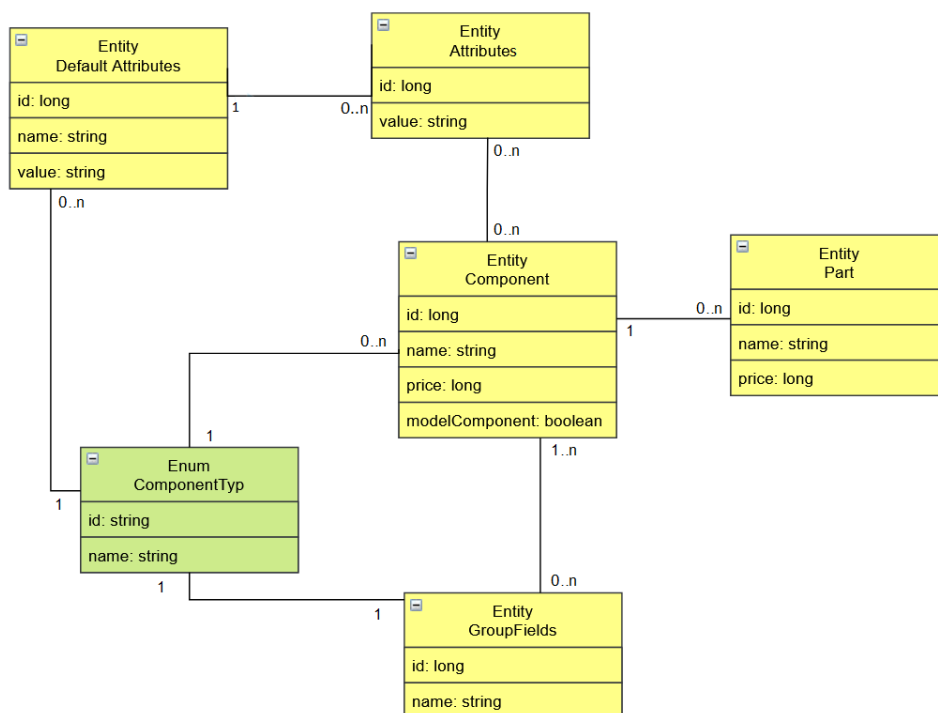 Entity
Default Attributes
id: long
name: string
value: string
Entity
Attributes
id: long
value: string
1
0..n
0..n
0..n
0..n
Entity
Component
id: long
name: string
price: long
modelComponent: boolean
Entity
Part
id: long
name: string
price: long
1
0..n
0..n
1
1
Enum
ComponentTyp
id: string
name: string
1..n
0..n
1
1
Entity
GroupFields
id: long
name: string